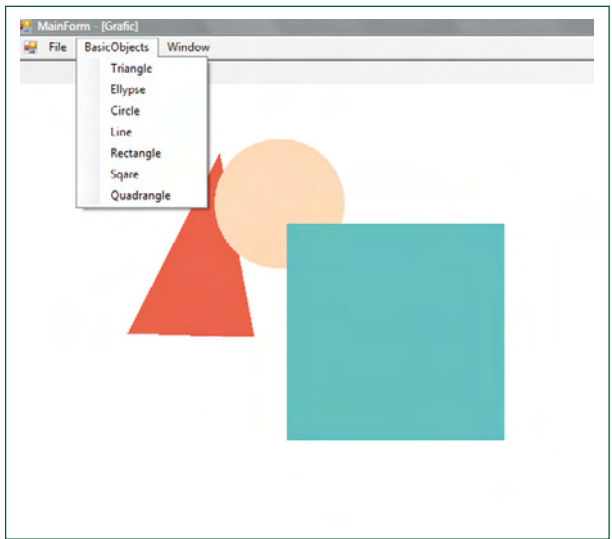 MainForm - [Grafic]
File BasicObjects Window
Triangle
Ellypse
Circle
Line
Rectangle
Sqare
Quadrangle